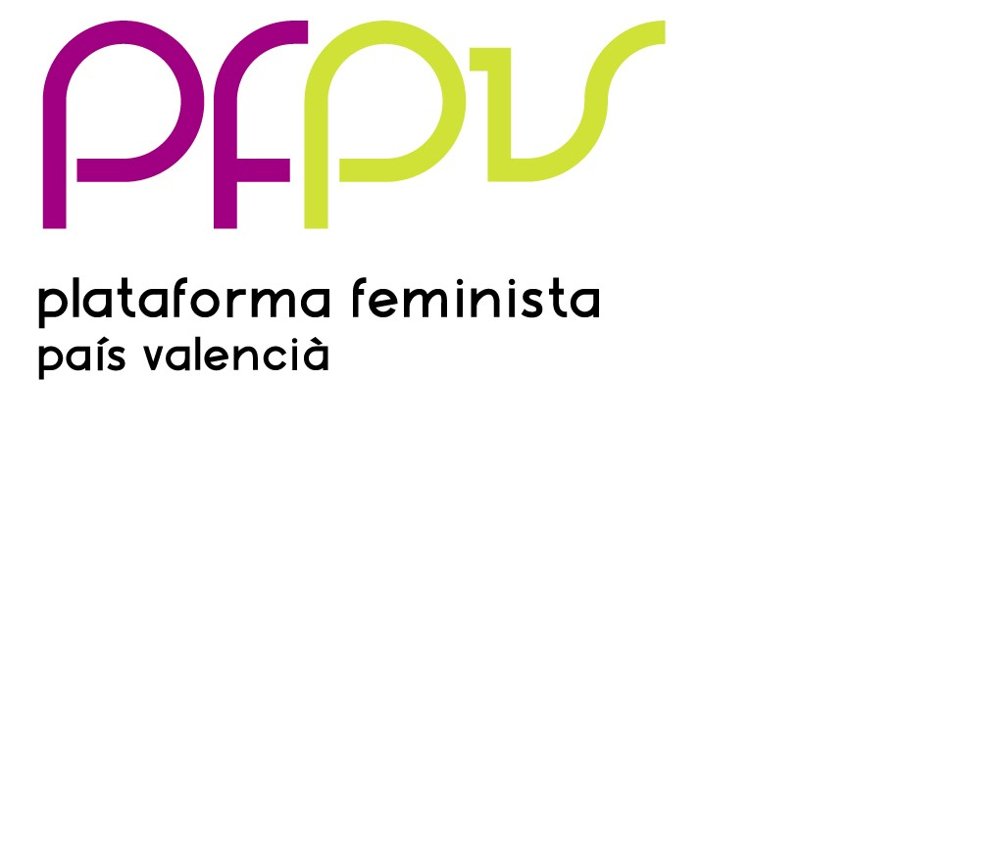 pfpv
plataforma feminista
país valencià